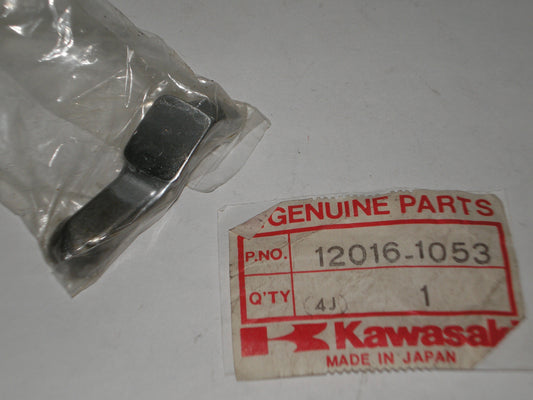 GENUINE PARTS
P.NO. 12016-1053
Q'TY (4J) 1
Kawasaki
MADE IN JAPAN